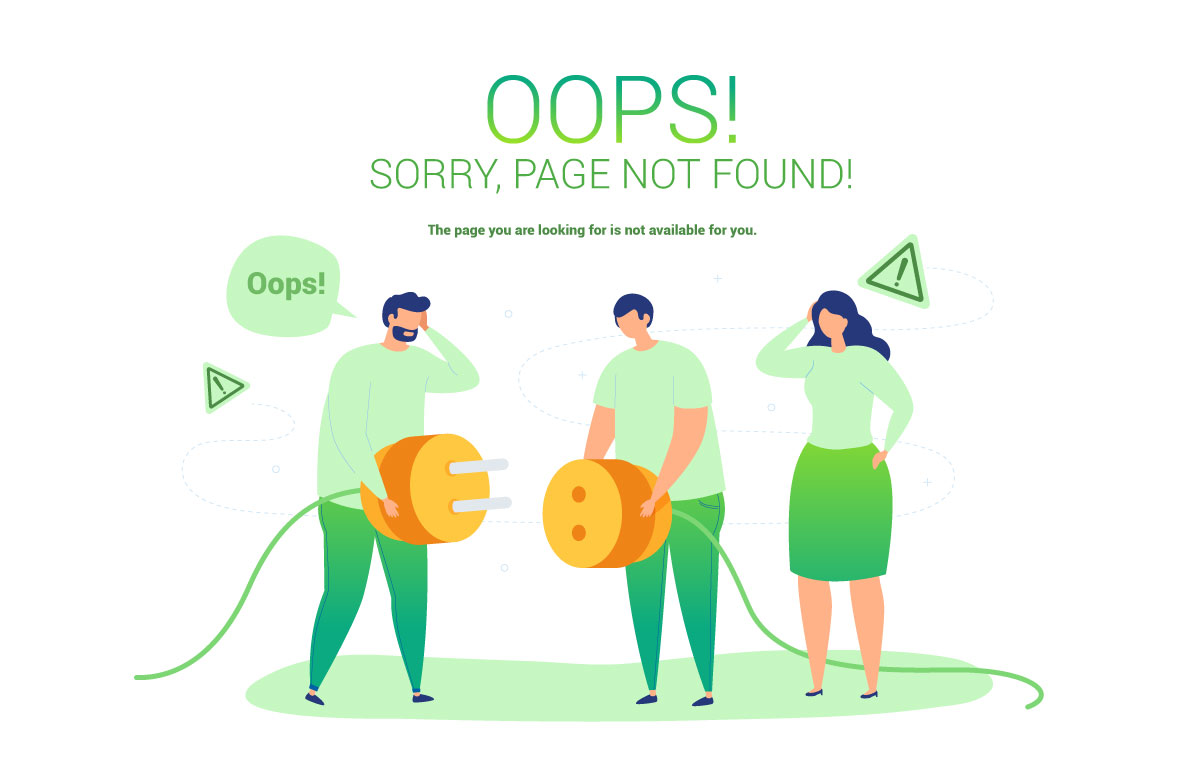 OOPS!
SORRY, PAGE NOT FOUND!
The page you are looking for is not available for you.
Oops!
!
!